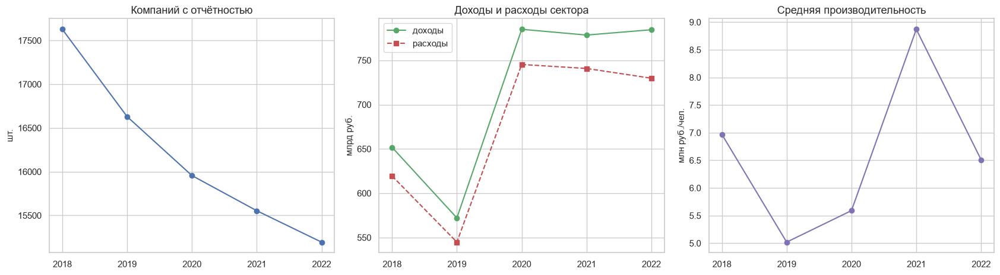 Компаний с отчётностью
шт.
17500
17000
16500
16000
15500
2018 2019 2020 2021 2022
Доходы и расходы сектора
доходы
расходы
млрд руб.
750
700
650
600
550
2018 2019 2020 2021 2022
Средняя производительность
млн руб./чел.
9.0
8.5
8.0
7.5
7.0
6.5
6.0
5.5
5.0
2018 2019 2020 2021 2022